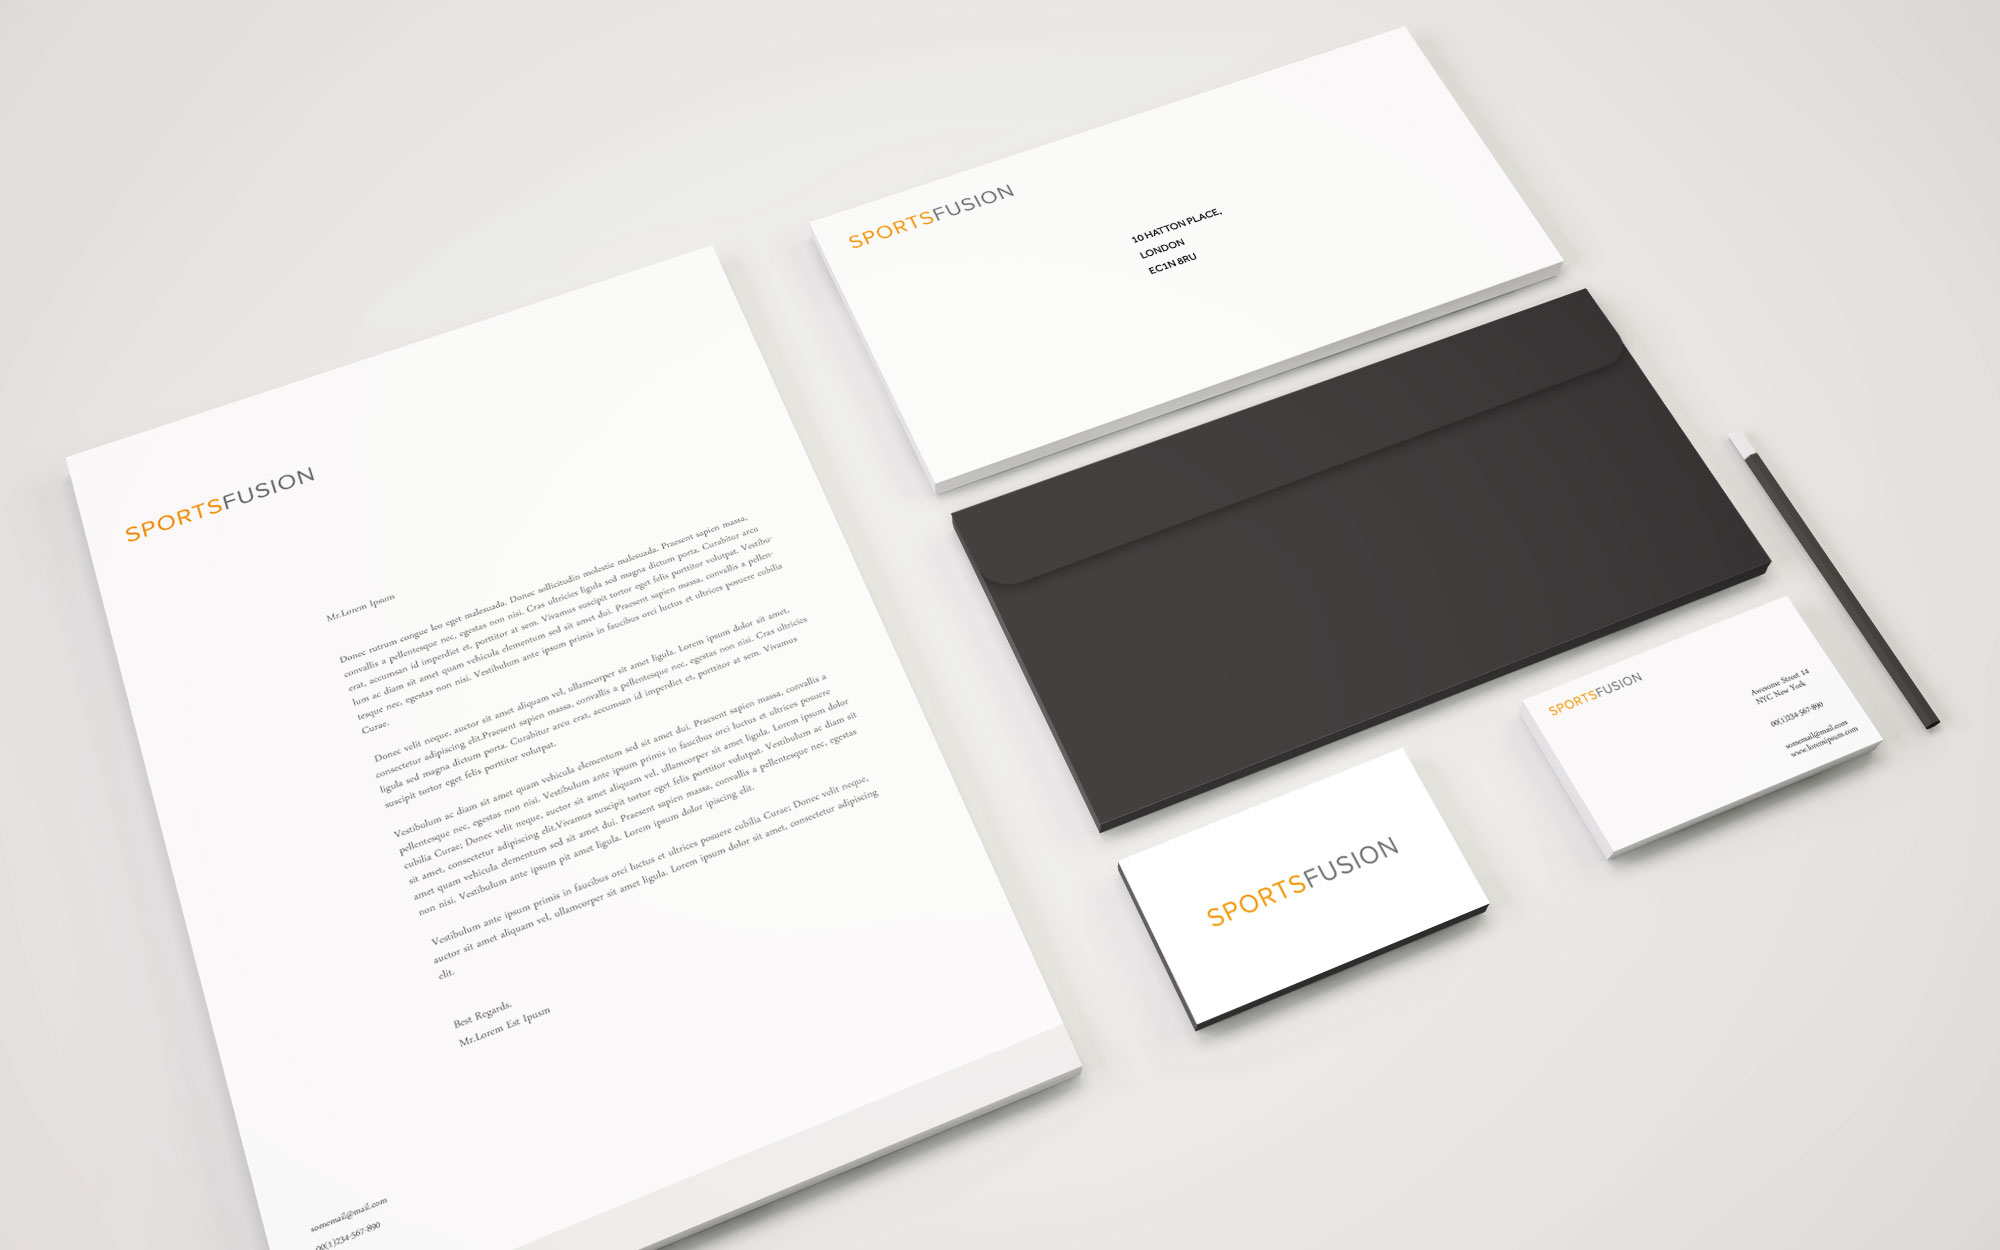 SPORTSFUSION
Mr.Lorem Ipsum
Donec rutrum congue leo eget malesuada. Donec sollicitudin molestie malesuada. Praesent sapien massa,
convallis a pellentesque nec, egestas non nisi. Cras ultricies ligula sed magna dictum porta. Curabitur arcu
erat, accumsan id imperdiet et, porttitor at sem. Vivamus suscipit tortor eget felis porttitor volutpat. Vestibu-
lum ac diam sit amet quam vehicula elementum sed sit amet dui. Praesent sapien massa, convallis a pellen-
tesque nec, egestas non nisi. Vestibulum ante ipsum primis in faucibus orci luctus et ultrices posuere cubilia
Curae.
Donec velit neque, auctor sit amet aliquam vel, ullamcorper sit amet ligula. Lorem ipsum dolor sit amet,
consectetur adipiscing elit.Praesent sapien massa, convallis a pellentesque nec, egestas non nisi. Cras ultricies
ligula sed magna dictum porta. Curabitur arcu erat, accumsan id imperdiet et, porttitor at sem. Vivamus
suscipit tortor eget felis porttitor volutpat.
Vestibulum ac diam sit amet quam vehicula elementum sed sit amet dui. Praesent sapien massa, convallis a
pellentesque nec, egestas non nisi. Vestibulum ante ipsum primis in faucibus orci luctus et ultrices posuere
cubilia Curae; Donec velit neque, auctor sit amet aliquam vel, ullamcorper sit amet ligula. Lorem ipsum dolor
sit amet, consectetur adipiscing elit.Vivamus suscipit tortor eget felis porttitor volutpat. Vestibulum ac diam sit
amet quam vehicula elementum sed sit amet dui. Praesent sapien massa, convallis a pellentesque nec, egestas
non nisi. Vestibulum ante ipsum pit amet ligula. Lorem ipsum dolor ipiscing elit.
Vestibulum ante ipsum primis in faucibus orci luctus et ultrices posuere cubilia Curae; Donec velit neque,
auctor sit amet aliquam vel, ullamcorper sit amet ligula. Lorem ipsum dolor sit amet, consectetur adipiscing
elit.
Best Regards.
Mr.Lorem Est Ipusm
somemail@mail.com
00(1)234-567-890
SPORTSFUSION
10 HATTON PLACE,
LONDON
EC1N 8RU
SPORTSFUSION
SPORTSFUSION
Awesome Street 14
NYC New York
00(1)234-567-890
somemail@mail.com
www.loremipsum.com